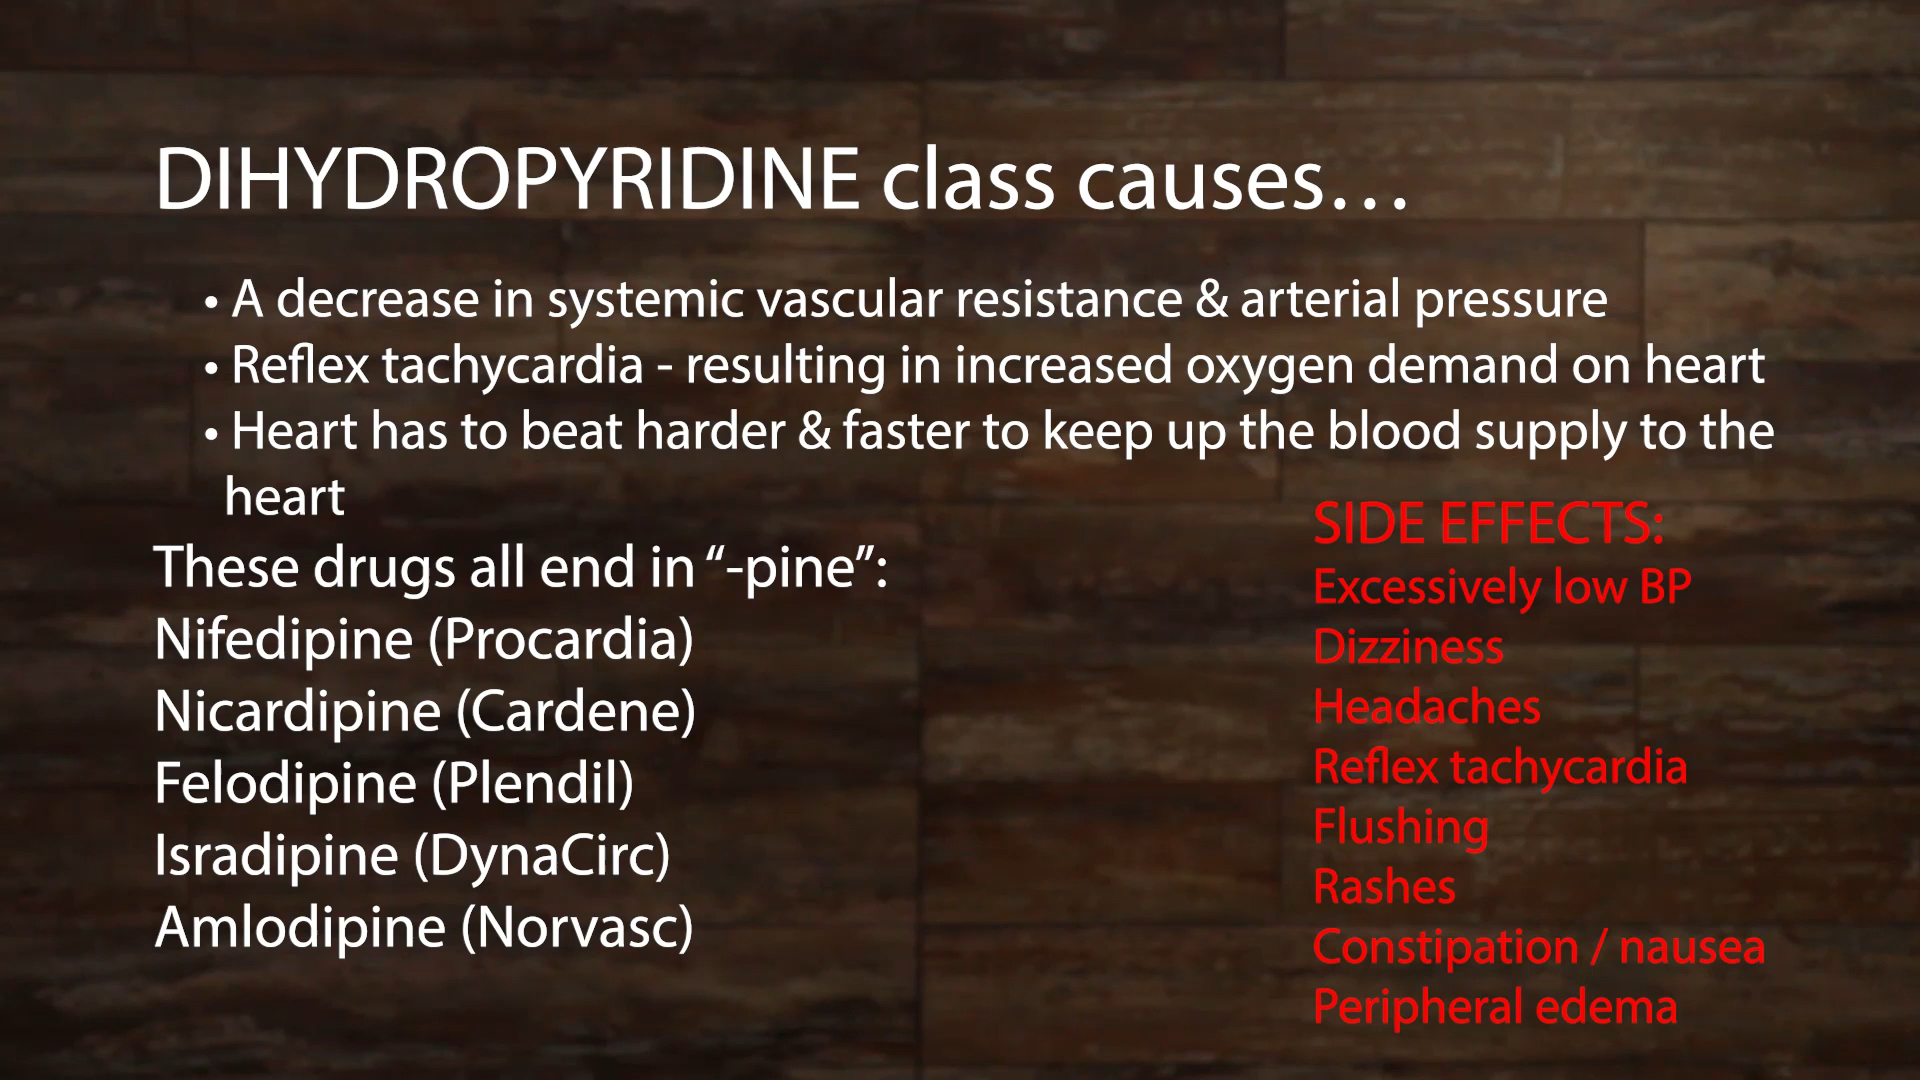 DIHYDROPYRIDINE class causes…
• A decrease in systemic vascular resistance & arterial pressure
• Reflex tachycardia - resulting in increased oxygen demand on heart
• Heart has to beat harder & faster to keep up the blood supply to the
heart
These drugs all end in “-pine”:
Nifedipine (Procardia)
Nicardipine (Cardene)
Felodipine (Plendil)
Isradipine (DynaCirc)
Amlodipine (Norvasc)
SIDE EFFECTS:
Excessively low BP
Dizziness
Headaches
Reflex tachycardia
Flushing
Rashes
Constipation / nausea
Peripheral edema